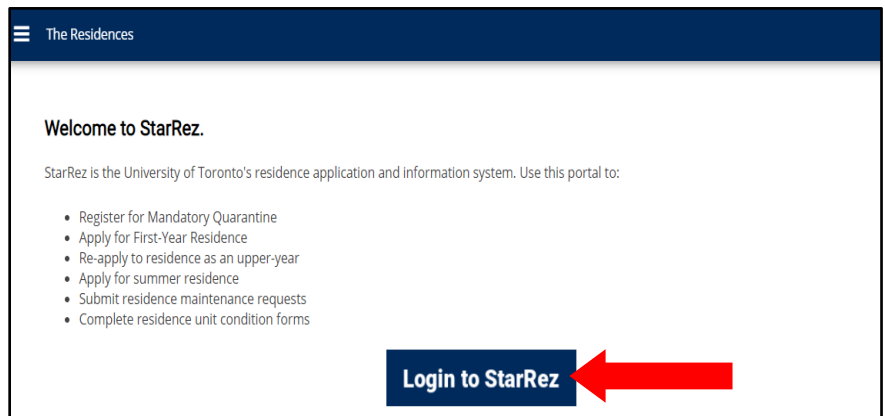 The Residences
Welcome to StarRez.
StarRez is the University of Toronto's residence application and information system. Use this portal to:
• Register for Mandatory Quarantine
• Apply for First-Year Residence
• Re-apply to residence as an upper-year
• Apply for summer residence
• Submit residence maintenance requests
• Complete residence unit condition forms
Login to StarRez